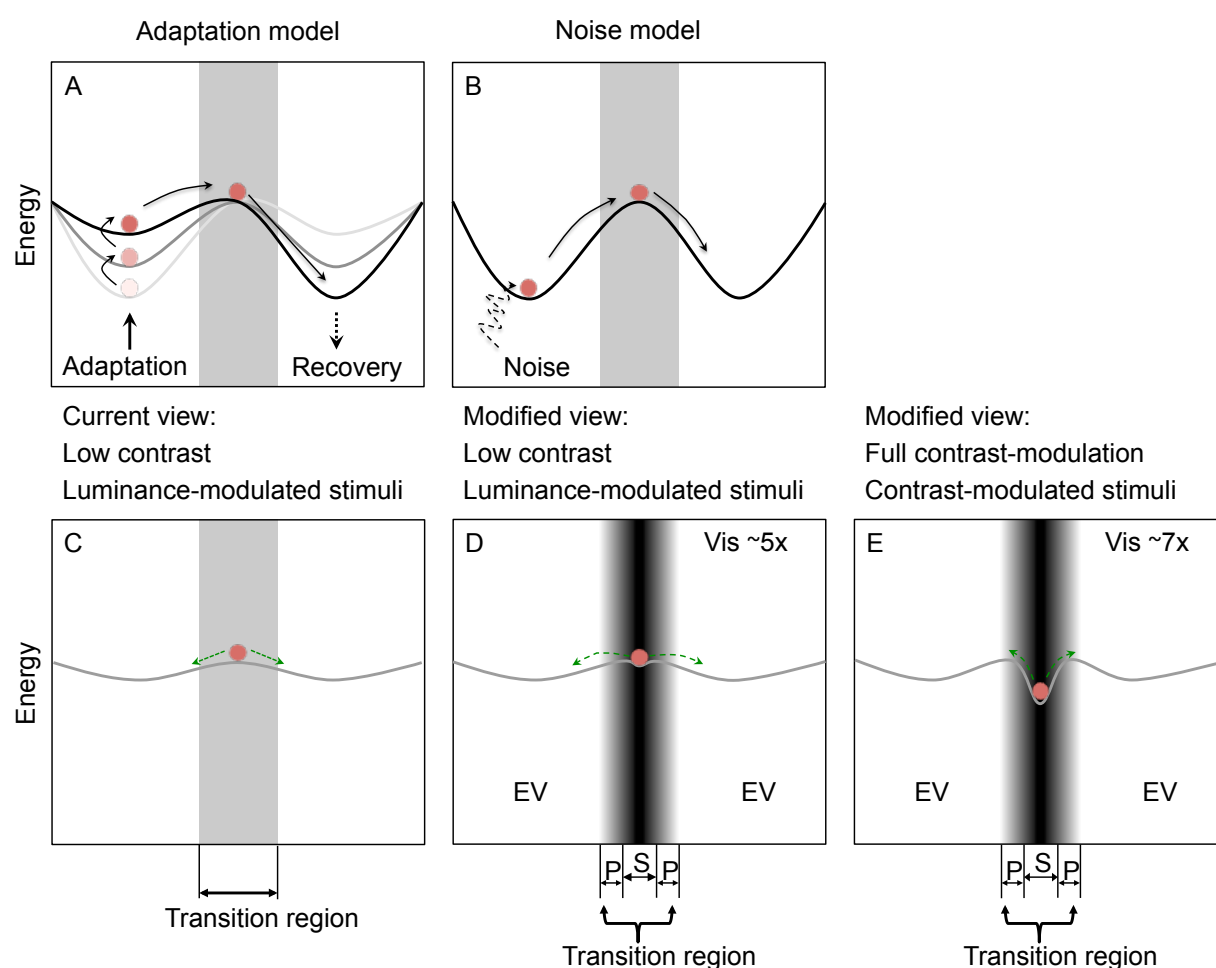 Adaptation model
Noise model
A
B
Energy
Adaptation
Recovery
Noise
Current view:
Low contrast
Luminance-modulated stimuli
Modified view:
Low contrast
Luminance-modulated stimuli
Modified view:
Full contrast-modulation
Contrast-modulated stimuli
C
D
Vis ~5x
E
Vis ~7x
Energy
EV
EV
EV
EV
P
S
P
P
S
P
Transition region
Transition region
Transition region